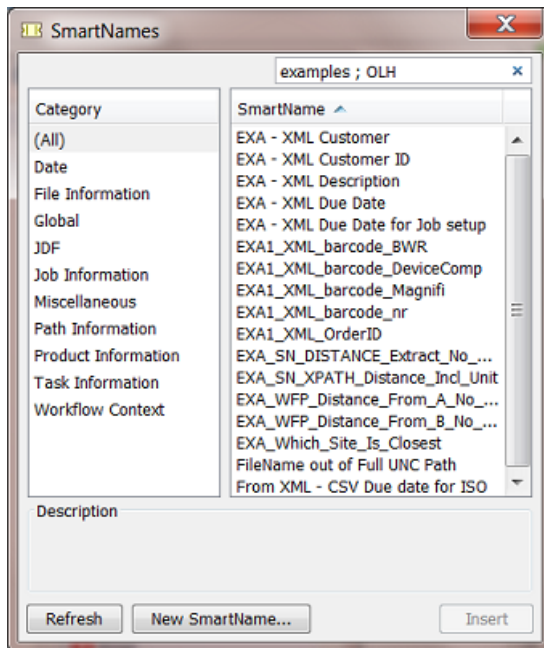 SmartNames
examples ; OLH
Category
(All)
Date
File Information
Global
JDF
Job Information
Miscellaneous
Path Information
Product Information
Task Information
Workflow Context
SmartName
EXA - XML Customer
EXA - XML Customer ID
EXA - XML Description
EXA - XML Due Date
EXA - XML Due Date for Job setup
EXA1_XML_barcode_BWR
EXA1_XML_barcode_DeviceComp
EXA1_XML_barcode_Magnifi
EXA1_XML_barcode_nr
EXA1_XML_OrderID
EXA_SN_DISTANCE_Extract_No_...
EXA_SN_XPATH_Distance_Incl_Unit
EXA_WFP_Distance_From_A_No_...
EXA_WFP_Distance_From_B_No_...
EXA_Which_Site_Is_Closest
FileName out of Full UNC Path
From XML - CSV Due date for ISO
Description
Refresh
New SmartName...
Insert